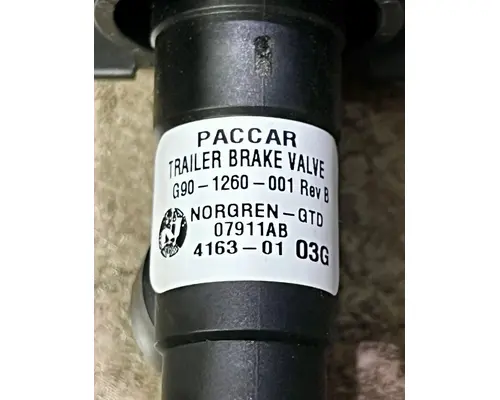 PACCAR
TRAILER BRAKE VALVE
G90-1260-001 Rev B
NORGREN-GTD
07911AB
4163-01 03G